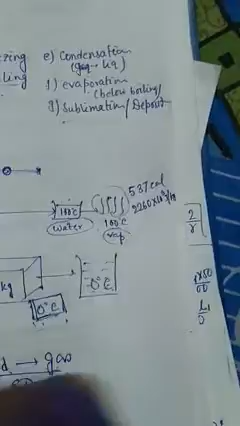 zing
ling
e) Condensation
(gas → liq)
f) evaporation
(below boiling)
g) Sublimation/ Deposit
537 cal
2260×10³ J/kg
100°C
water
100°C
vap
kg
0°C
0°C
d → gas
2